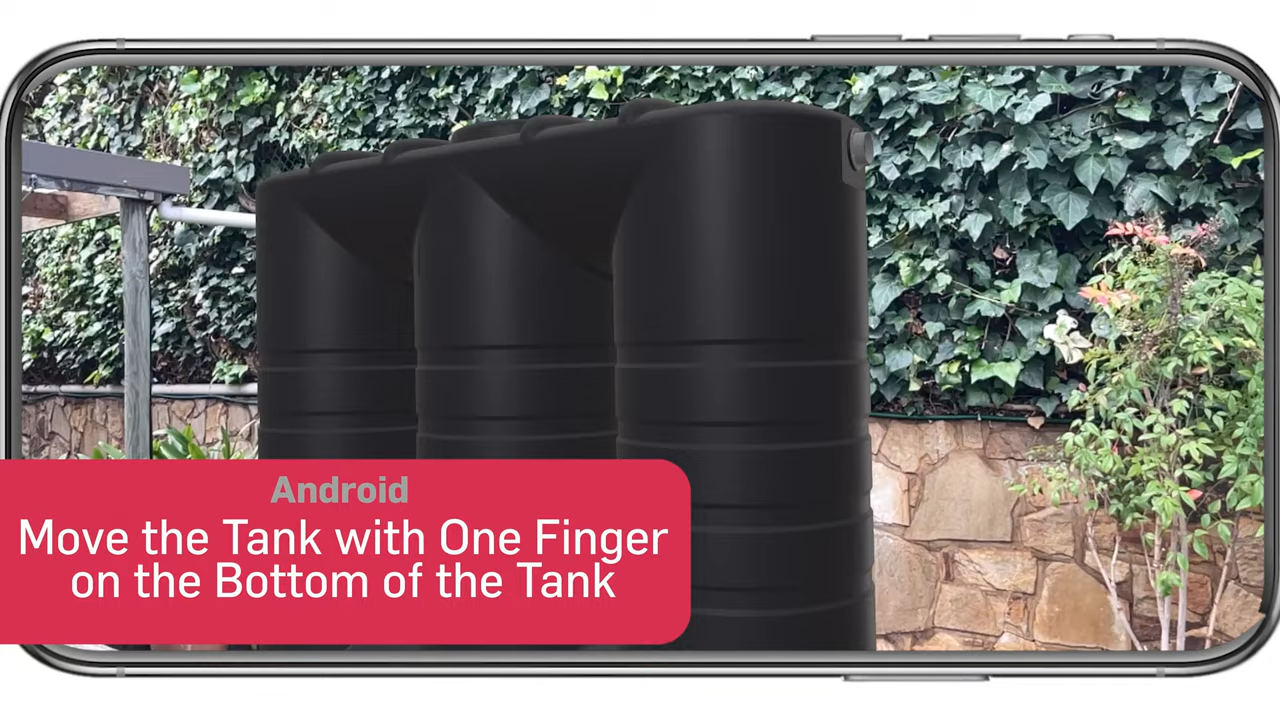 Android
Move the Tank with One Finger
on the Bottom of the Tank